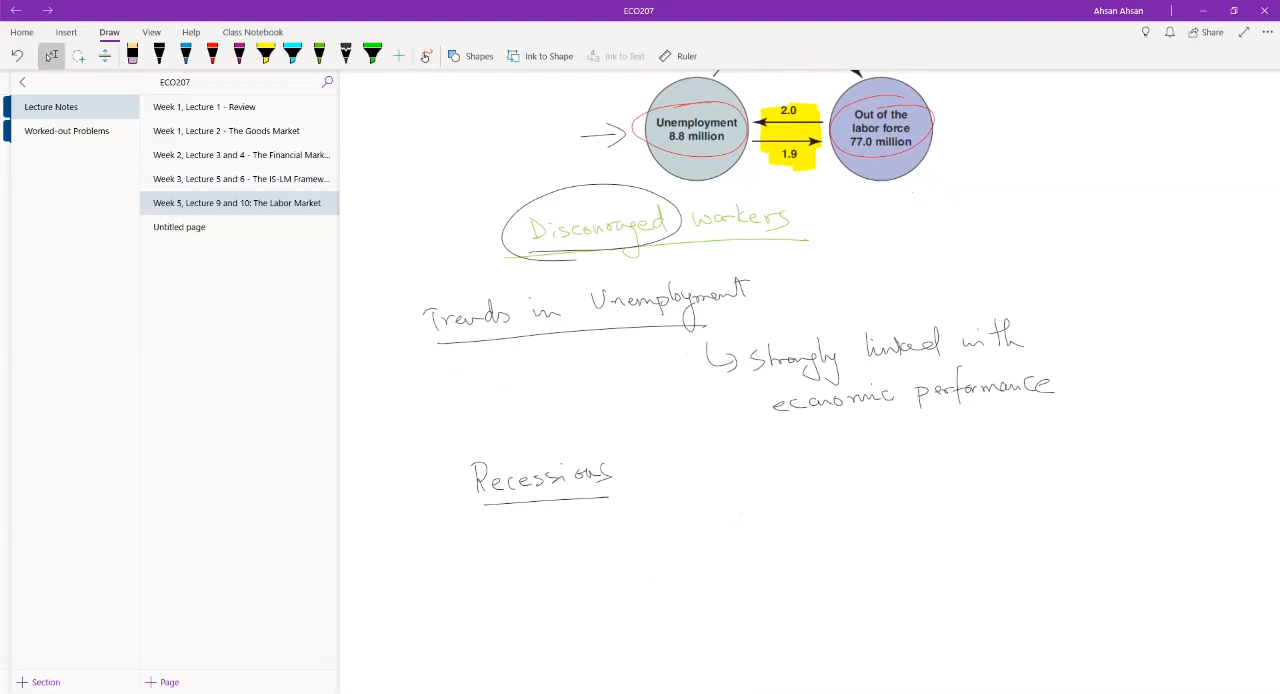 ECO207
Ahsan Ahsan
Home Insert Draw View Help Class Notebook
Share
Shapes Ink to Shape Ink to Text Ruler
ECO207
Lecture Notes
Worked-out Problems
Week 1, Lecture 1 - Review
Week 1, Lecture 2 - The Goods Market
Week 2, Lecture 3 and 4 - The Financial Mark...
Week 3, Lecture 5 and 6 - The IS-LM Framew...
Week 5, Lecture 9 and 10: The Labor Market
Untitled page
Unemployment
8.8 million
2.0
1.9
Out of the
labor force
77.0 million
Discouraged workers
Trends in Unemployment
strongly linked with
economic performance
Recessions
+ Section
+ Page